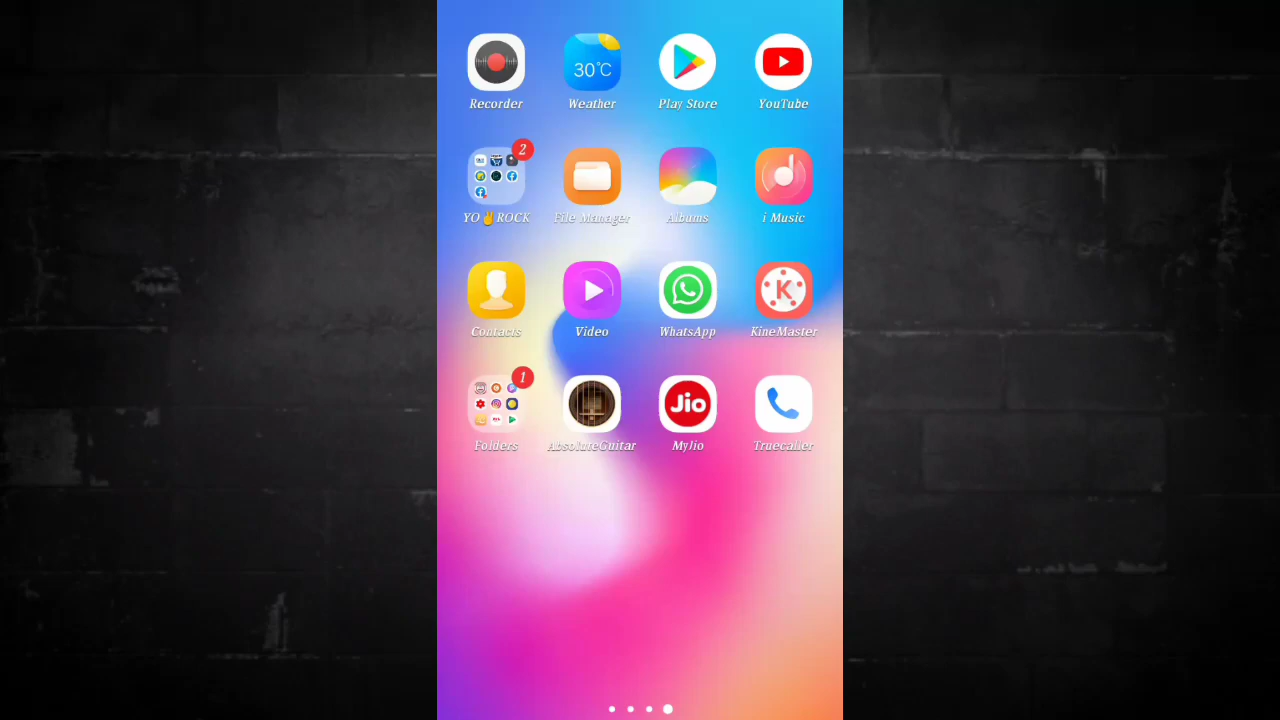 30°C
Recorder Weather Play Store YouTube
2
YO✌ROCK File Manager Albums i Music
K
Contacts Video WhatsApp KineMaster
1
Jio
Folders AbsoluteGuitar MyJio Truecaller